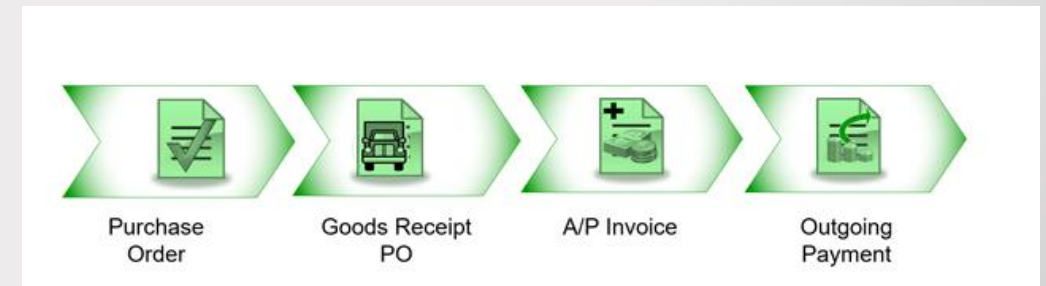 Purchase
Order
Goods Receipt
PO
A/P Invoice
Outgoing
Payment